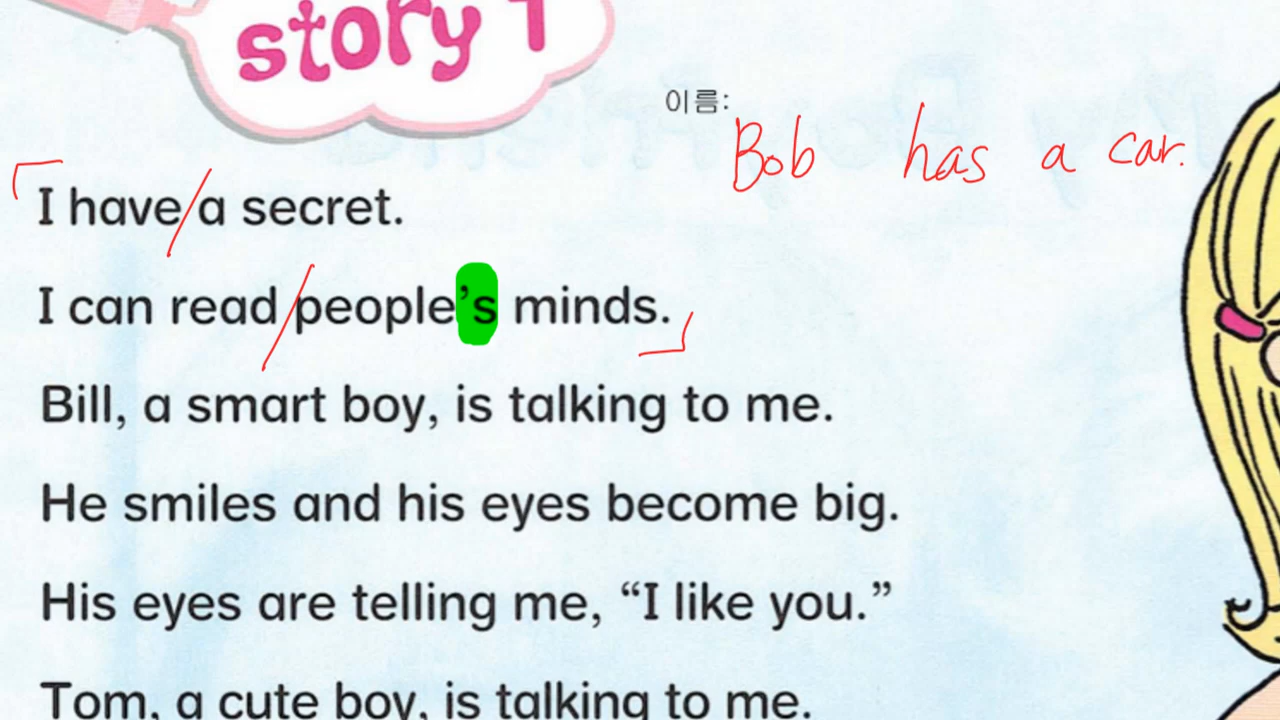 story 1
이름:
Bob has a car.
I have/a secret.
I can read/people's minds.
Bill, a smart boy, is talking to me.
He smiles and his eyes become big.
His eyes are telling me, “I like you.”
Tom, a cute boy, is talking to me.